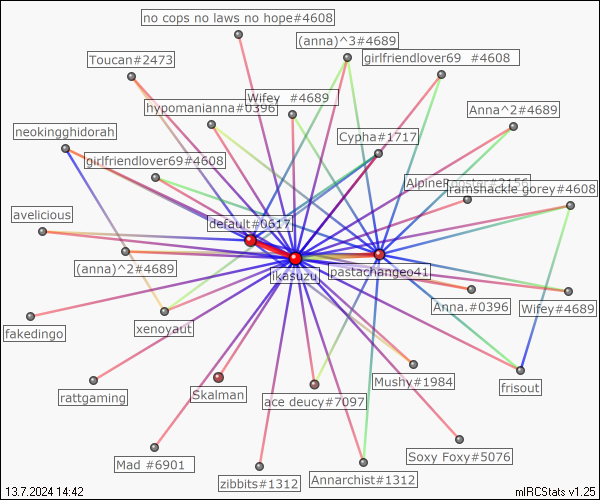 no cops no laws no hope#4608
(anna)^3#4689
girlfriendlover69 #4608
Toucan#2473
Wifey #4689
hypomanianna#0396
Anna^2#4689
neokingghidorah
Cypha#1717
girlfriendlover69#4608
ramshackle gorey#4608
avelicious
default#0617
(anna)^2#4689
ikasuzu
pastachangeo41
Anna.#0396
Wifey#4689
fakedingo
xenoyaut
Mushy#1984
frisout
rattgaming
Skalman
ace deucy#7097
Mad #6901
zibbits#1312
Annarchist#1312
Soxy Foxy#5076
13.7.2024 14:42
mIRCStats v1.25